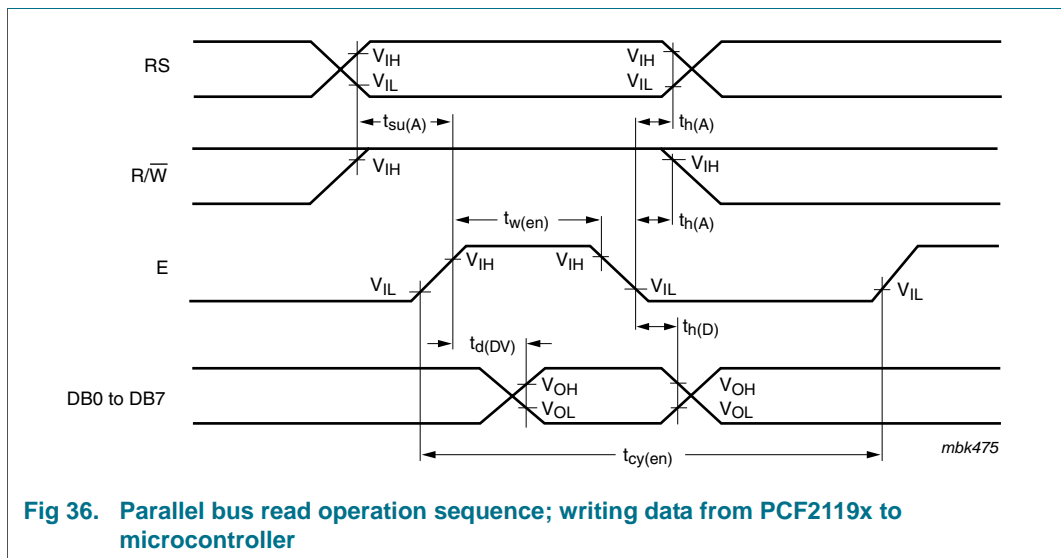 RS
V_IH
V_IL
V_IH
V_IL
t_su(A)
t_h(A)
R/W̅
V_IH
V_IH
t_w(en)
t_h(A)
E
V_IL
V_IH
V_IH
V_IL
V_IL
t_d(DV)
t_h(D)
DB0 to DB7
V_OH
V_OL
V_OH
V_OL
t_cy(en)
mbk475
Fig 36. Parallel bus read operation sequence; writing data from PCF2119x to
microcontroller